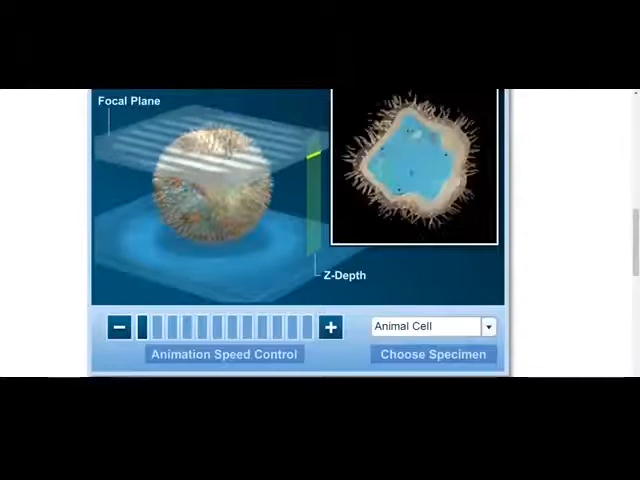 Focal Plane
Z-Depth
− +
Animal Cell
Animation Speed Control
Choose Specimen